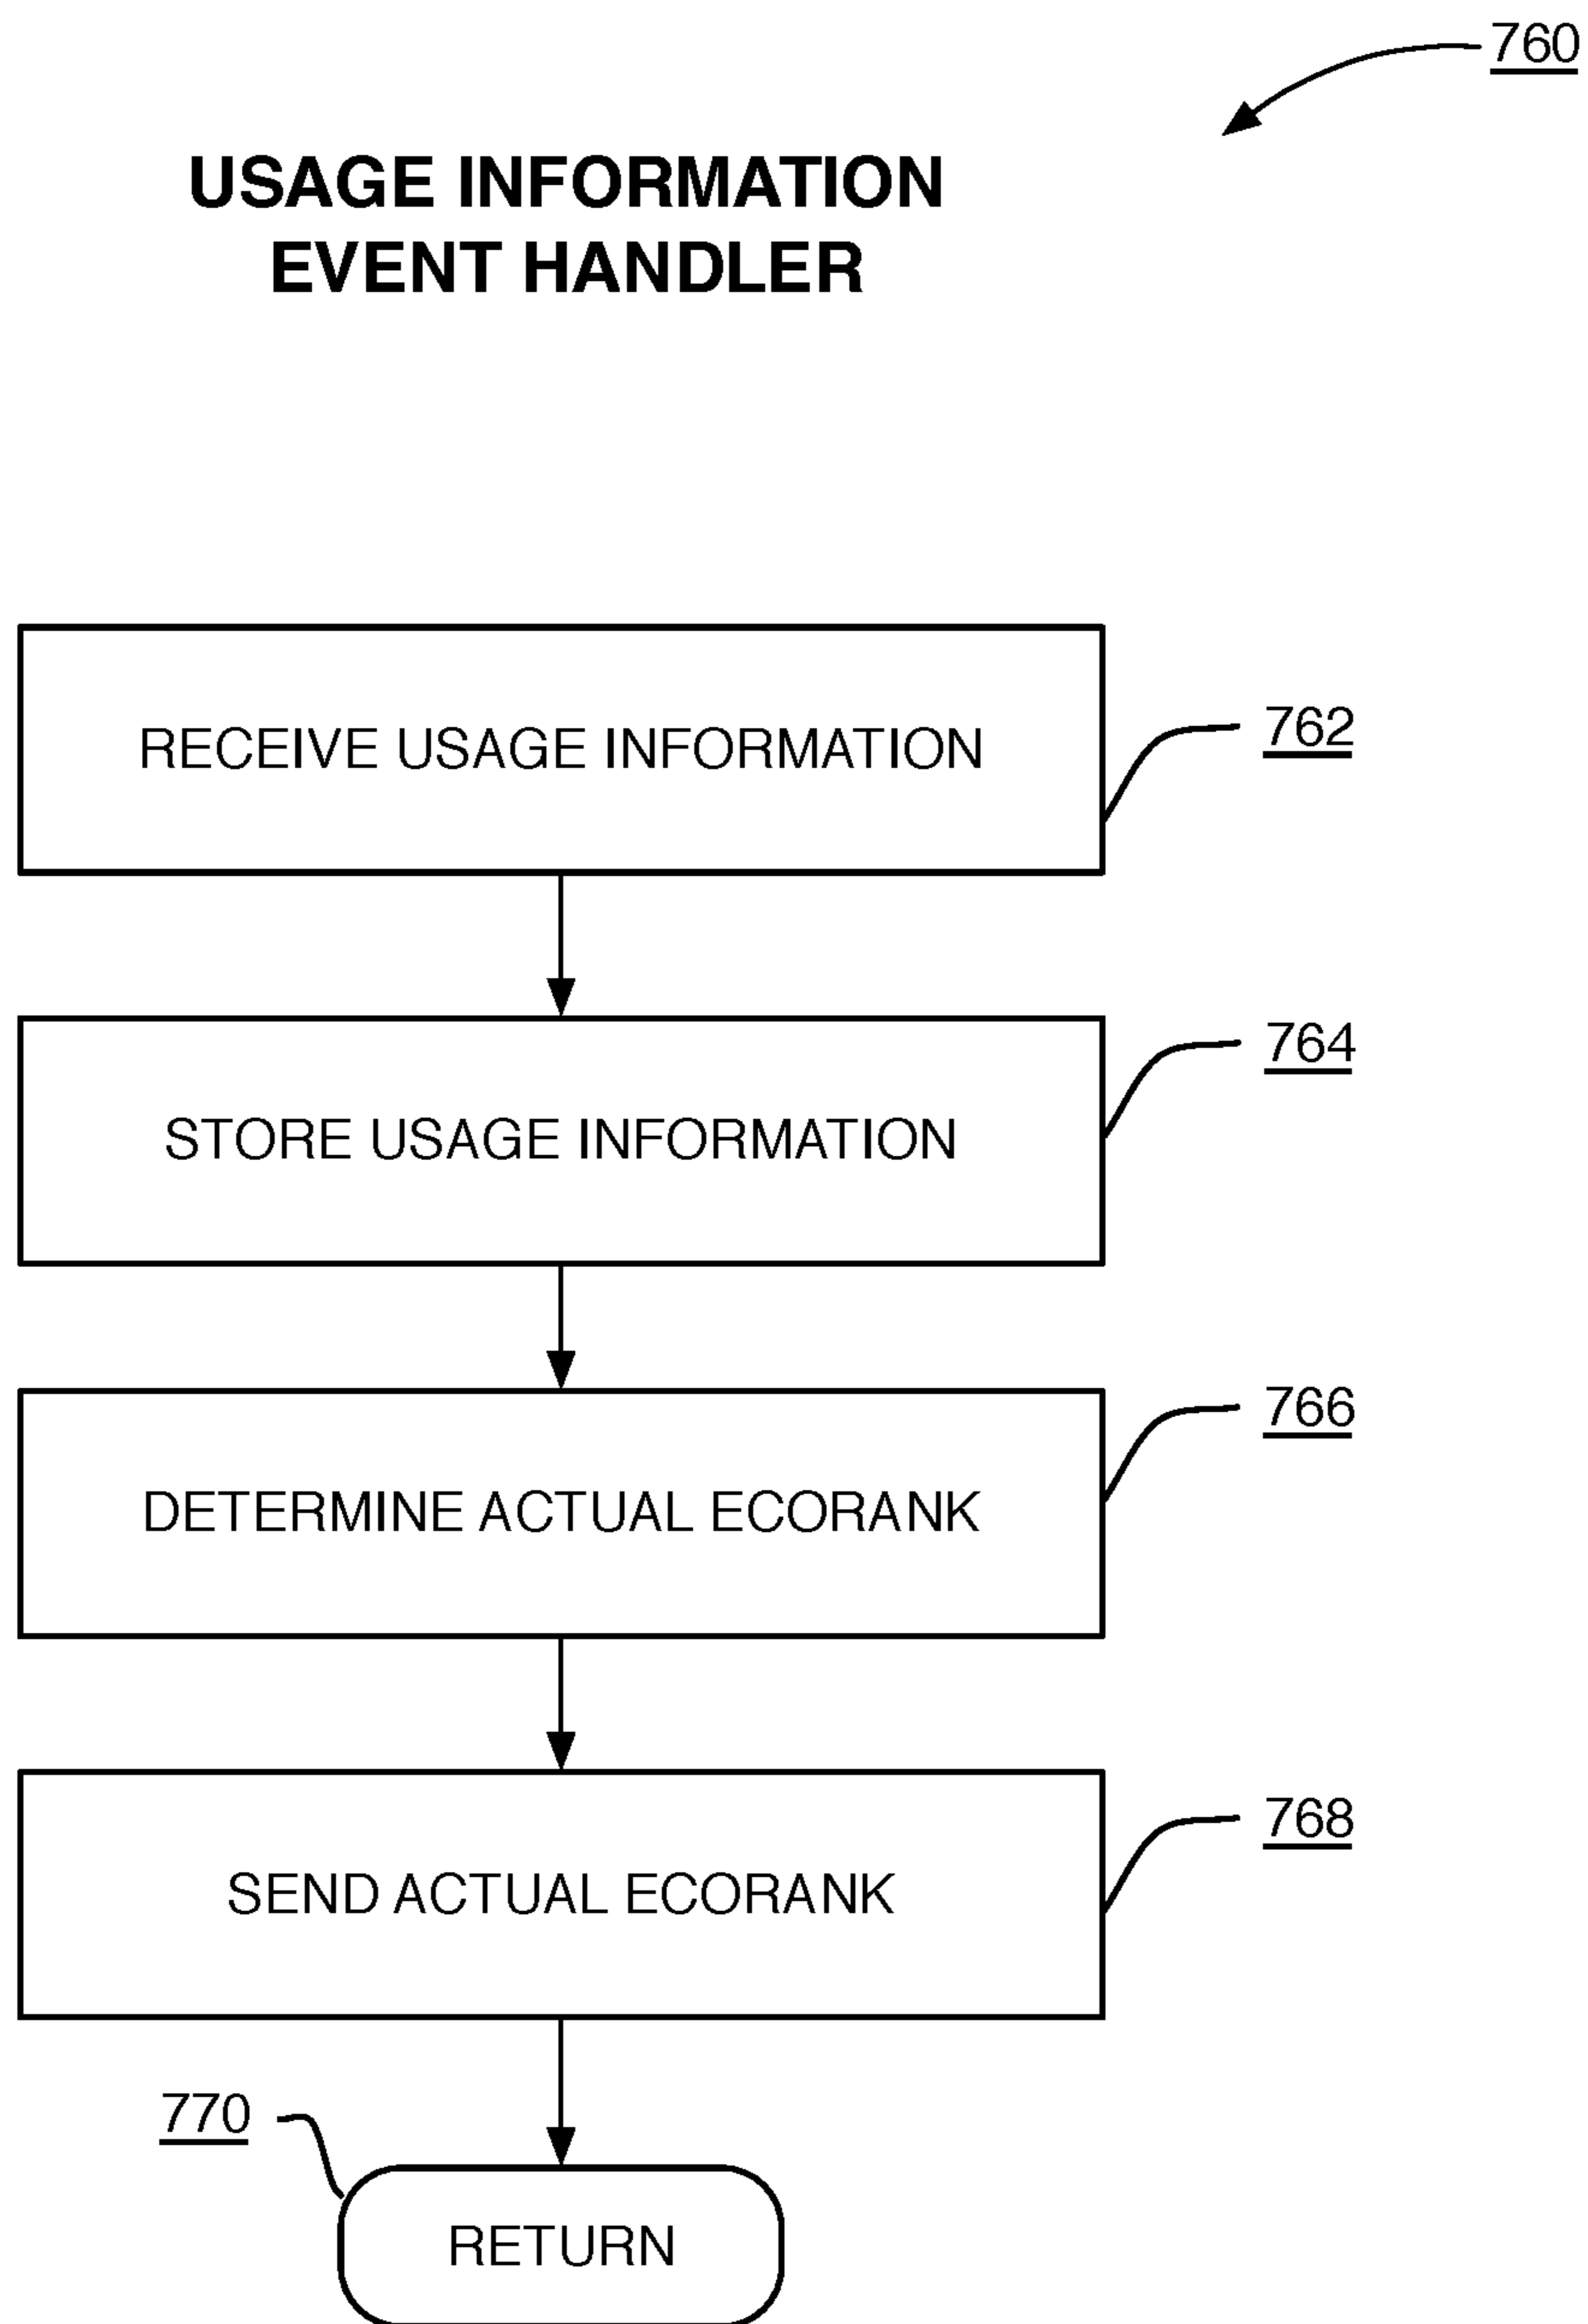 760
USAGE INFORMATION
EVENT HANDLER
RECEIVE USAGE INFORMATION
762
STORE USAGE INFORMATION
764
DETERMINE ACTUAL ECORANK
766
SEND ACTUAL ECORANK
768
770
RETURN